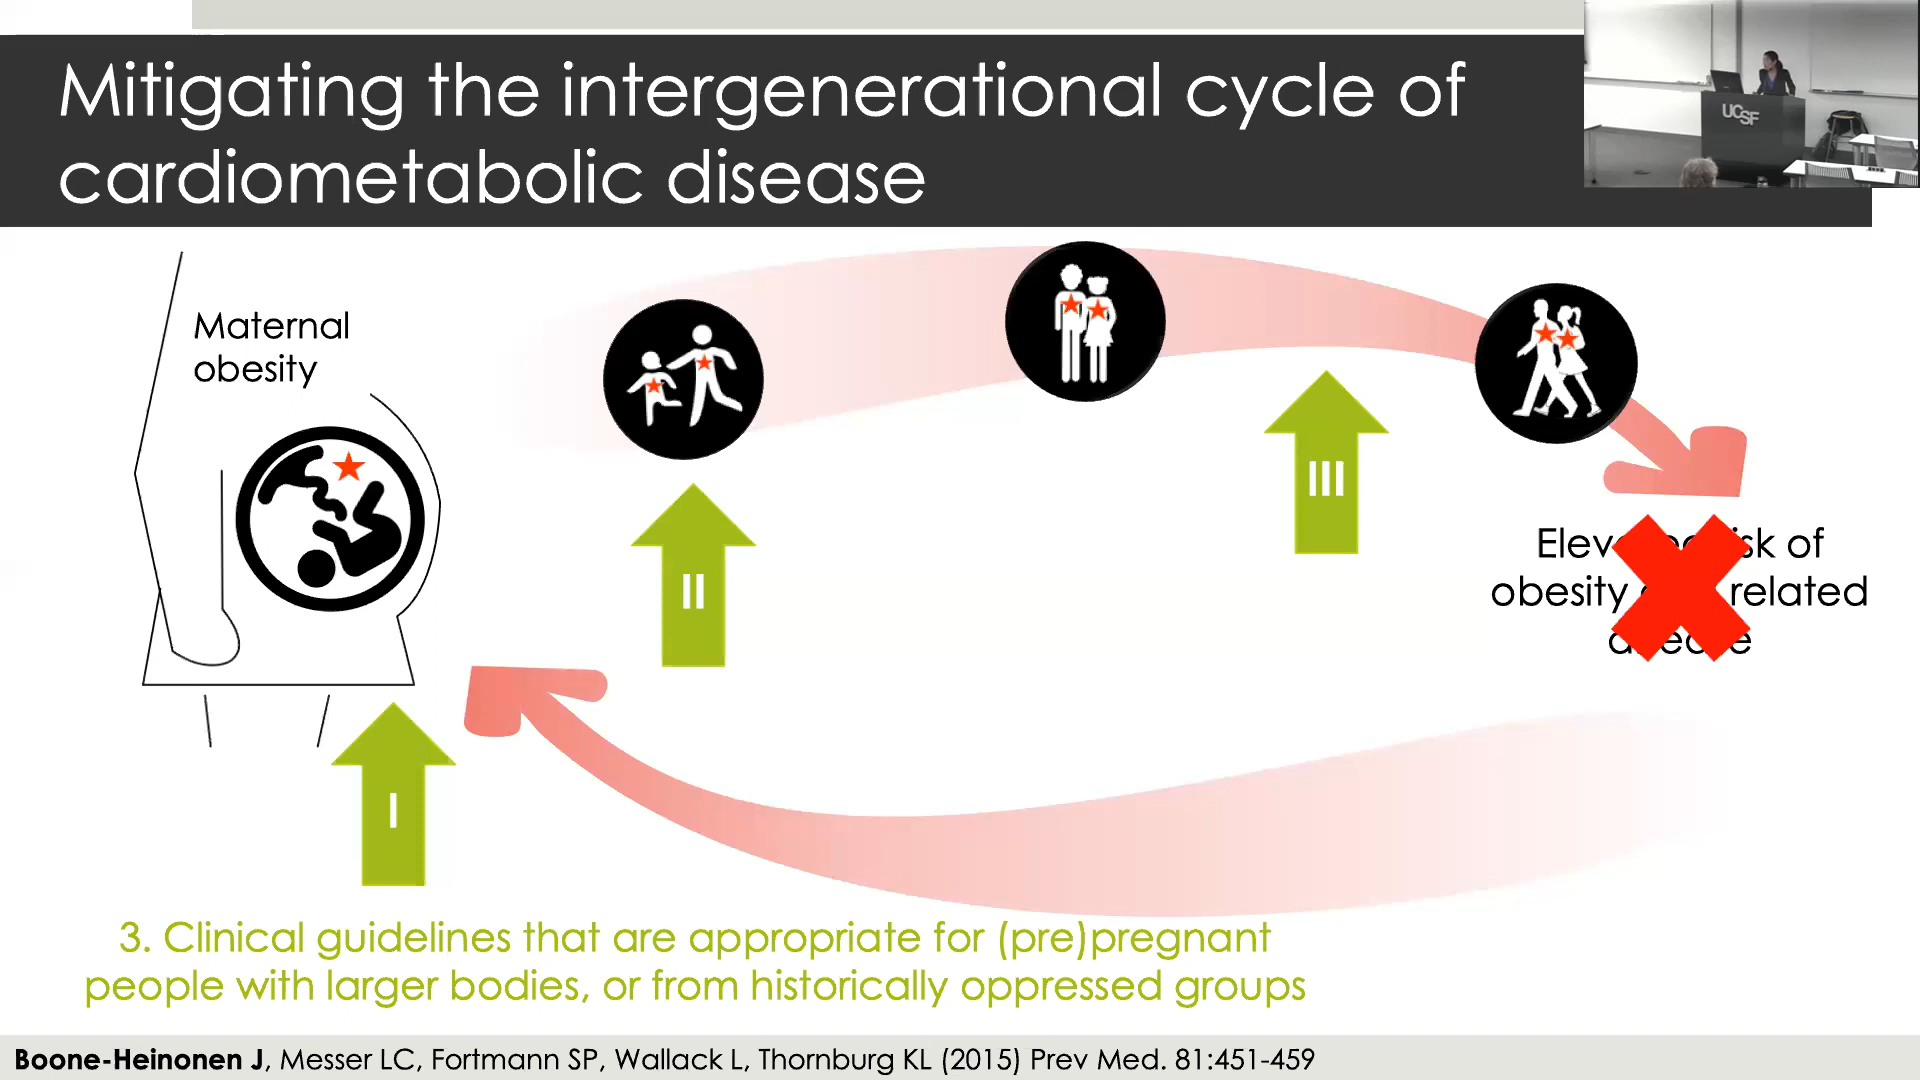 Mitigating the intergenerational cycle of
cardiometabolic disease
UCSF
Maternal
obesity
III
II
I
risk of
obesity related
3. Clinical guidelines that are appropriate for (pre)pregnant
people with larger bodies, or from historically oppressed groups
Boone-Heinonen J, Messer LC, Fortmann SP, Wallack L, Thornburg KL (2015) Prev Med. 81:451-459